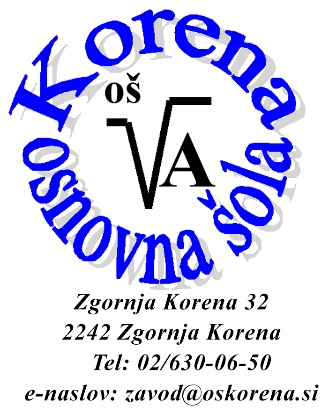 Korena
oš
√A
osnovna šola
Zgornja Korena 32
2242 Zgornja Korena
Tel: 02/630-06-50
e-naslov: zavod@oskorena.si